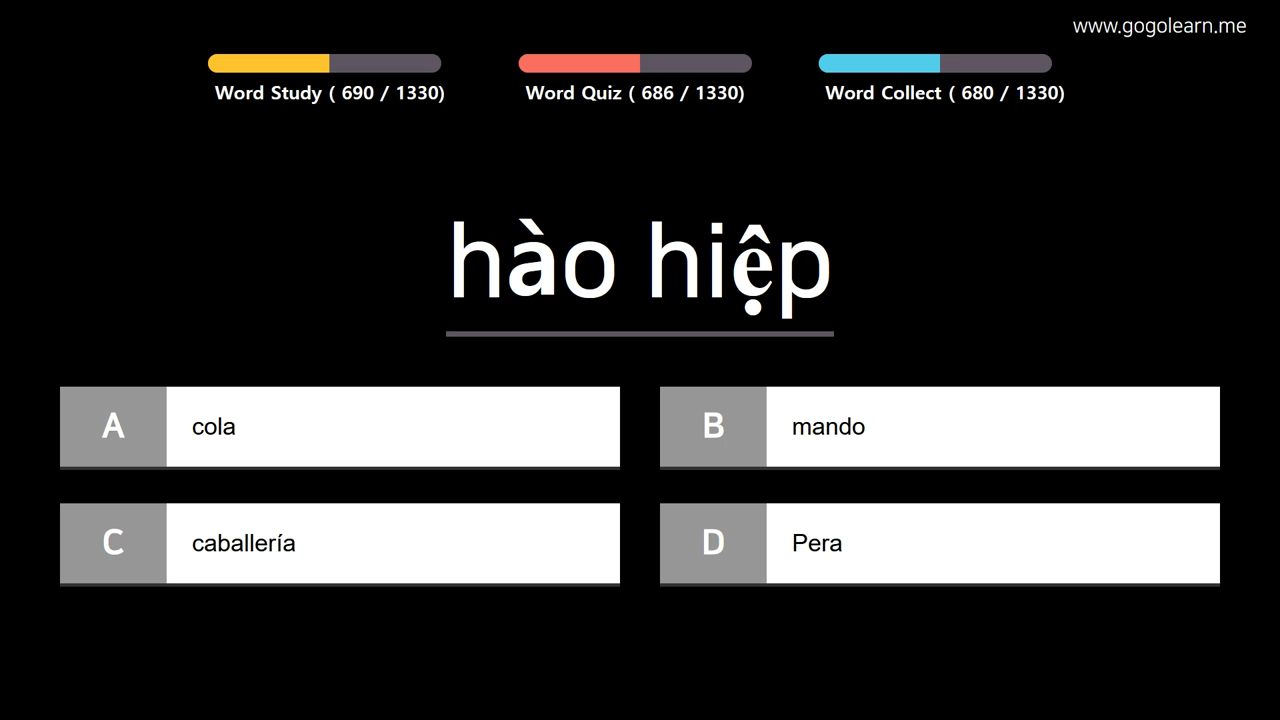 www.gogolearn.me
Word Study ( 690 / 1330)
Word Quiz ( 686 / 1330)
Word Collect ( 680 / 1330)
hào hiệp
A cola
B mando
C caballería
D Pera